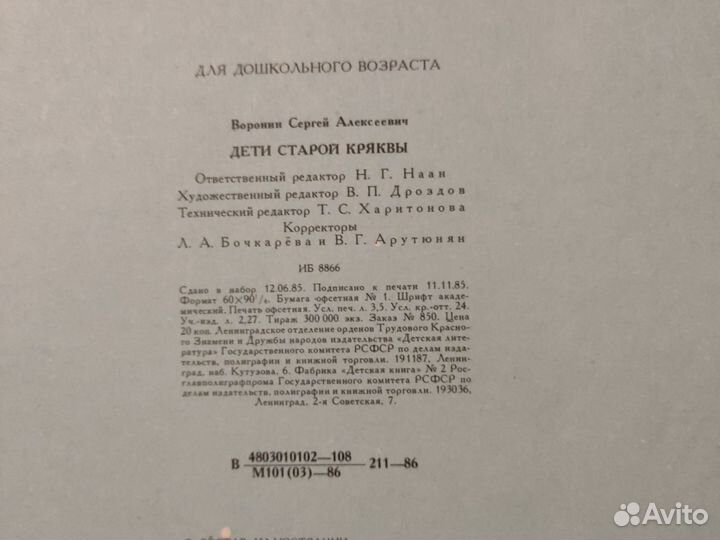 ДЛЯ ДОШКОЛЬНОГО ВОЗРАСТА
Воронин Сергей Алексеевич
ДЕТИ СТАРОЙ КРЯКВЫ
Ответственный редактор Н. Г. Наан
Художественный редактор В. П. Дроздов
Технический редактор Т. С. Харитонова
Корректоры
Л. А. Бочкарёва и В. Г. Арутюнян
ИБ 8866
Сдано в набор 12.06.85. Подписано к печати 11.11.85.
Формат 60×90 1/8. Бумага офсетная № 1. Шрифт акаде-
мический. Печать офсетная. Усл. печ. л. 3,5. Усл. кр.-отт. 24.
Уч.-изд. л. 2,27. Тираж 300 000 экз. Заказ № 850. Цена
20 коп. Ленинградское отделение орденов Трудового Красно-
го Знамени и Дружбы народов издательства «Детская ли-
тература» Государственного комитета РСФСР по делам изда-
тельств, полиграфии и книжной торговли. 191187, Ленин-
град, наб. Кутузова, 6. Фабрика «Детская книга» № 2 Рос-
главполиграфпрома Государственного комитета РСФСР по
делам издательств, полиграфии и книжной торговли. 193036,
Ленинград, 2-я Советская, 7.
В 4803010102—108 211—86
М101(03)—86
Avito